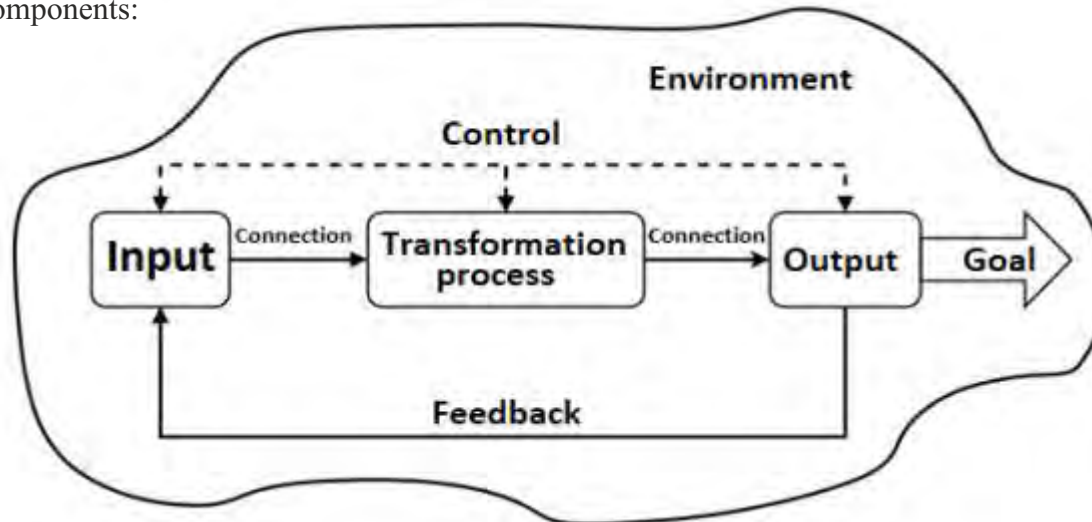 omponents:
Environment
Control
Input
Connection
Transformation
process
Connection
Output
Goal
Feedback